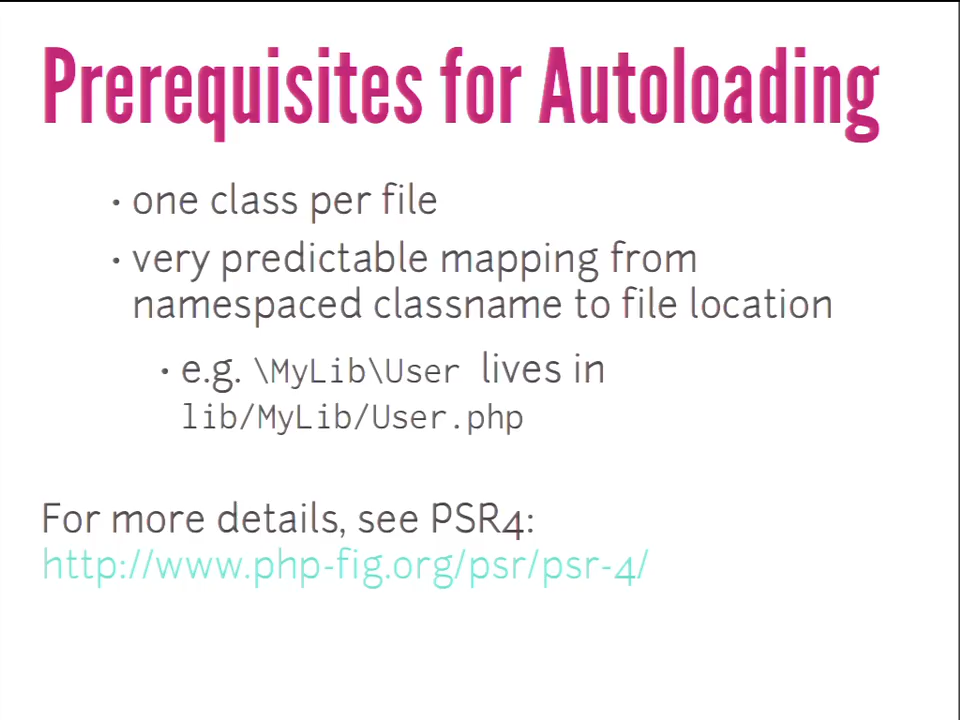 Prerequisites for Autoloading
· one class per file
· very predictable mapping from
namespaced classname to file location
· e.g. \MyLib\User lives in
lib/MyLib/User.php
For more details, see PSR4:
http://www.php-fig.org/psr/psr-4/